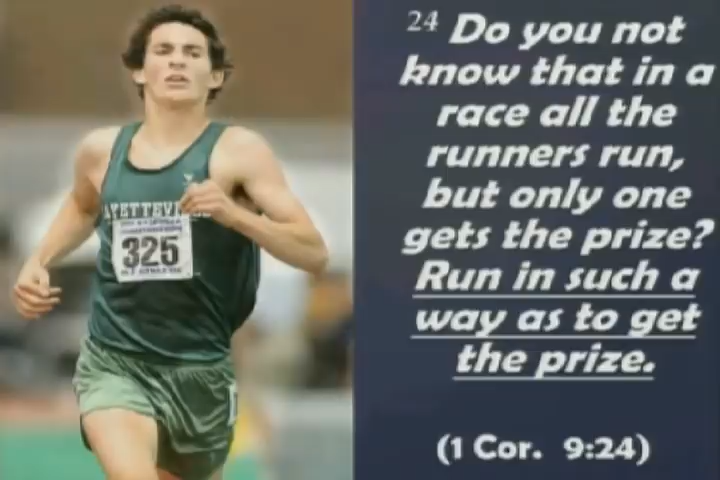 AYETTEVI
325
24 Do you not
know that in a
race all the
runners run,
but only one
gets the prize?
Run in such a
way as to get
the prize.
(1 Cor. 9:24)